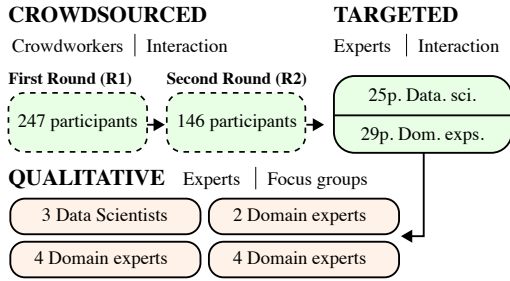 CROWDSOURCED
Crowdworkers | Interaction
First Round (R1)
247 participants
Second Round (R2)
146 participants
TARGETED
Experts | Interaction
25p. Data. sci.
29p. Dom. exps.
QUALITATIVE Experts | Focus groups
3 Data Scientists
2 Domain experts
4 Domain experts
4 Domain experts